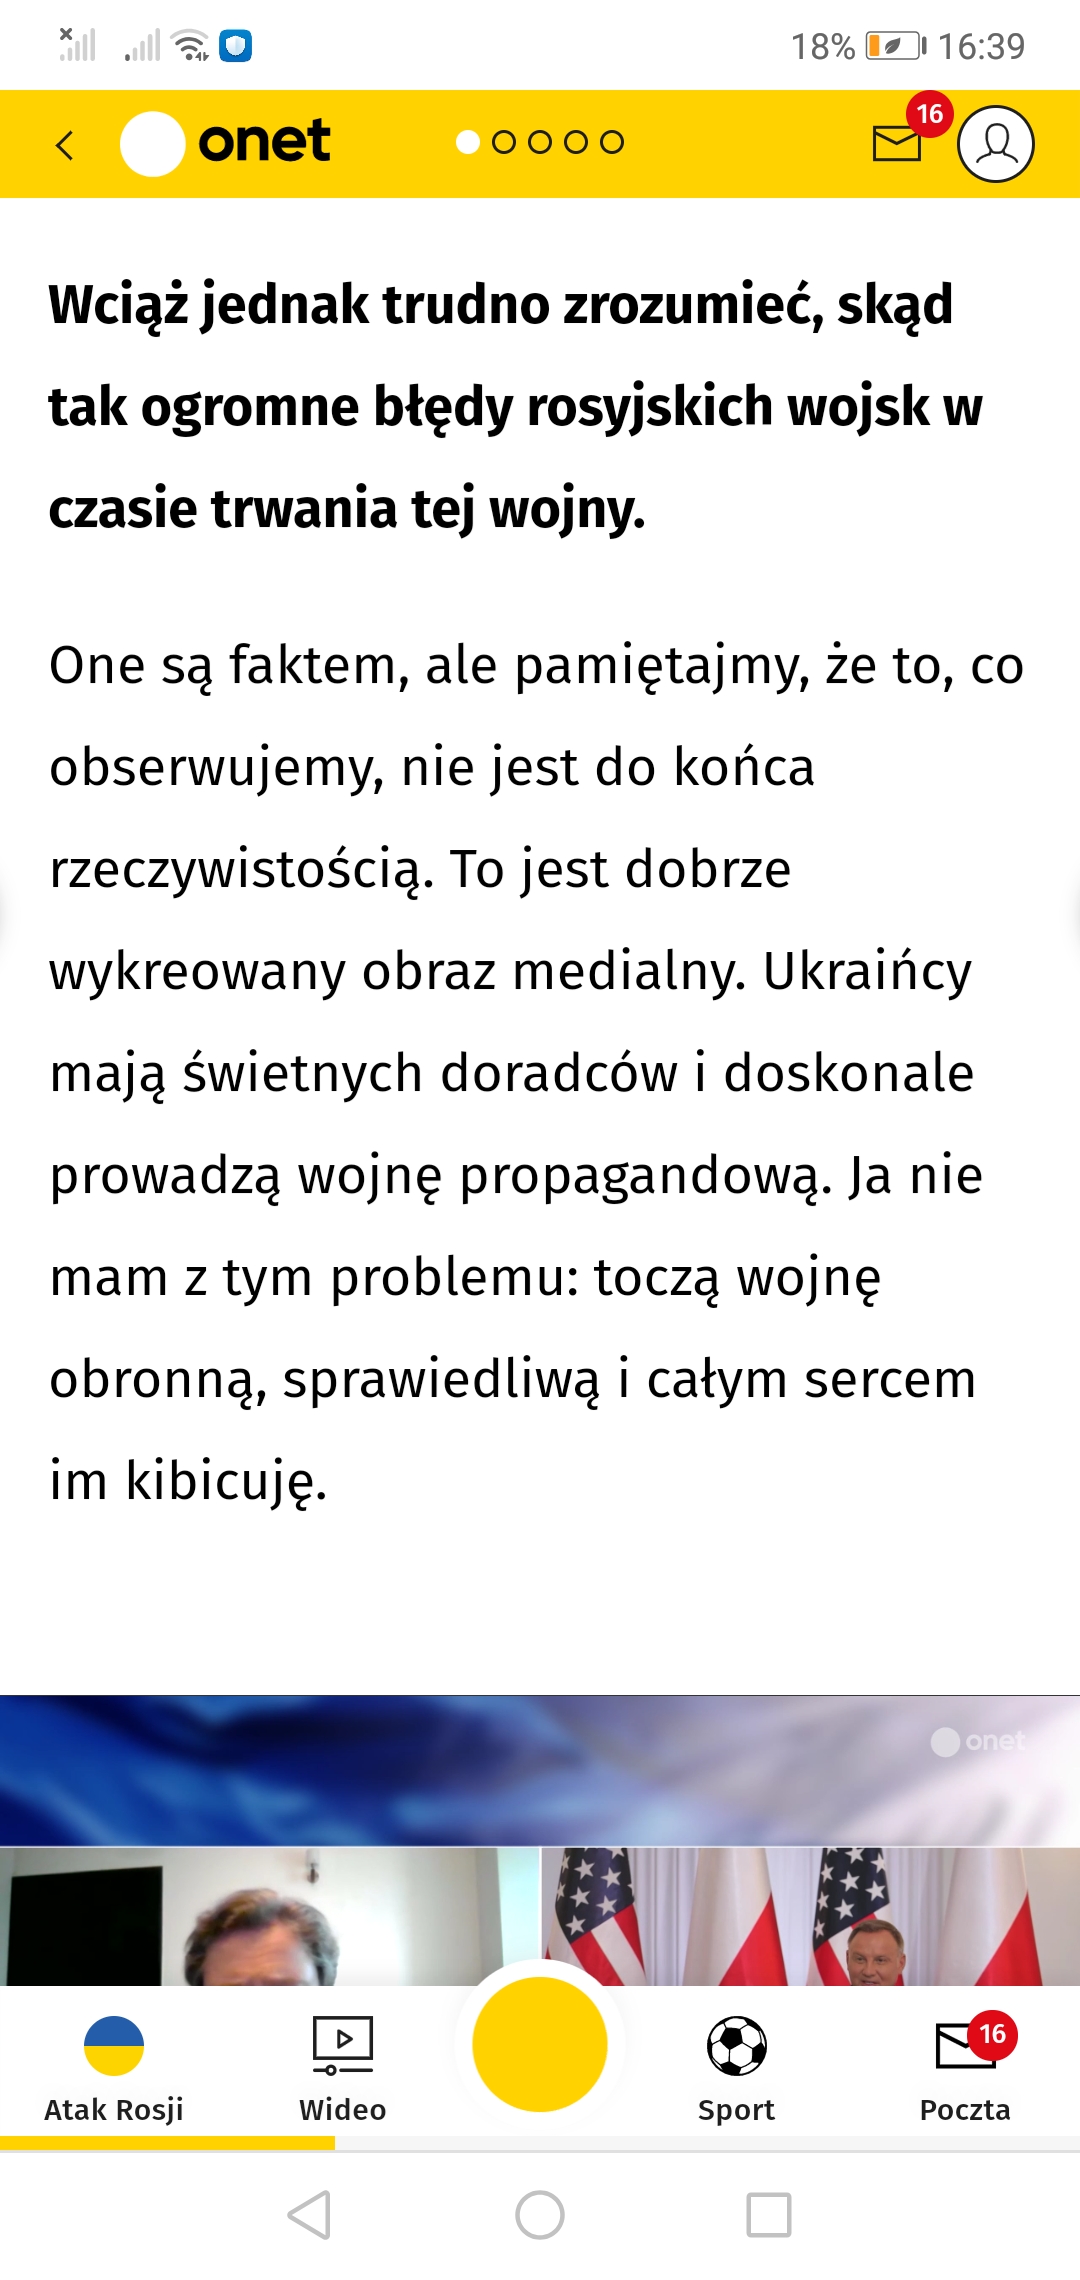 18% 16:39
onet 16
Wciąż jednak trudno zrozumieć, skąd
tak ogromne błędy rosyjskich wojsk w
czasie trwania tej wojny.
One są faktem, ale pamiętajmy, że to, co
obserwujemy, nie jest do końca
rzeczywistością. To jest dobrze
wykreowany obraz medialny. Ukraińcy
mają świetnych doradców i doskonale
prowadzą wojnę propagandową. Ja nie
mam z tym problemu: toczą wojnę
obronną, sprawiedliwą i całym sercem
im kibicuję.
onet
16
Atak Rosji Wideo Sport Poczta